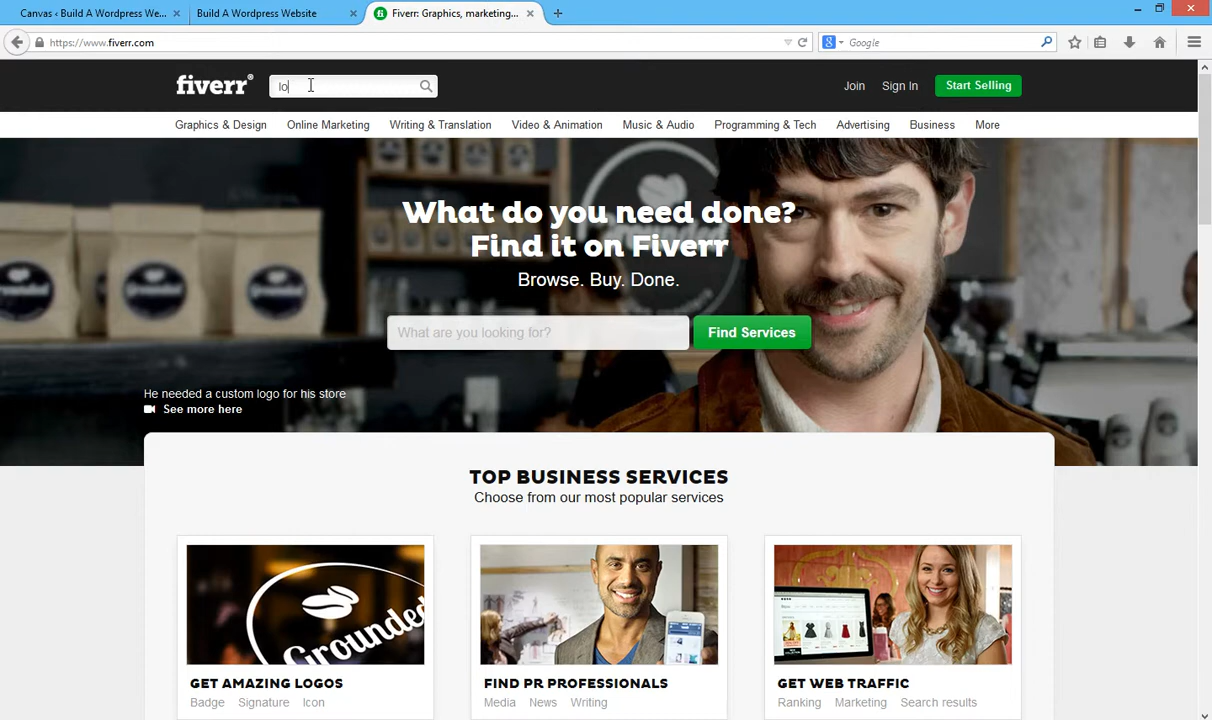 Canvas ‹ Build A Wordpress We...
Build A Wordpress Website
Fiverr: Graphics, marketing...
https://www.fiverr.com
Google
fiverr®
lo
Join
Sign In
Start Selling
Graphics & Design
Online Marketing
Writing & Translation
Video & Animation
Music & Audio
Programming & Tech
Advertising
Business
More
What do you need done?
Find it on Fiverr
Browse. Buy. Done.
What are you looking for?
Find Services
He needed a custom logo for his store
See more here
TOP BUSINESS SERVICES
Choose from our most popular services
Grounded
GET AMAZING LOGOS
Badge Signature Icon
FIND PR PROFESSIONALS
Media News Writing
GET WEB TRAFFIC
Ranking Marketing Search results